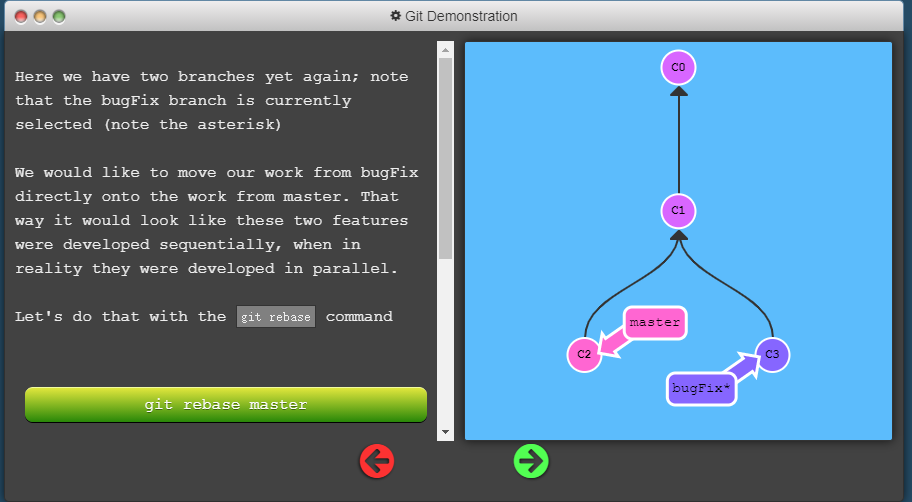 Git Demonstration
Here we have two branches yet again; note
that the bugFix branch is currently
selected (note the asterisk)
We would like to move our work from bugFix
directly onto the work from master. That
way it would look like these two features
were developed sequentially, when in
reality they were developed in parallel.
Let's do that with the git rebase command
git rebase master
C0
C1
master
C2
C3
bugFix*